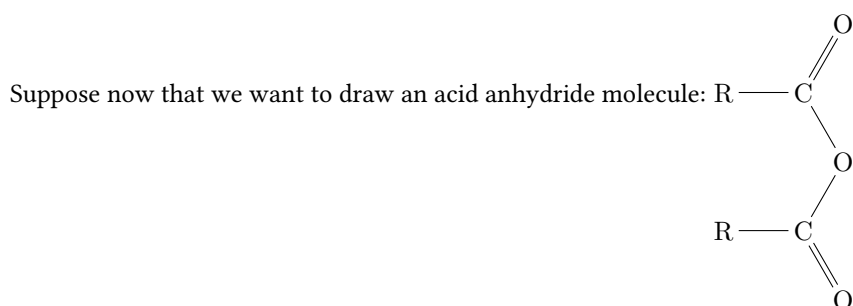 O
Suppose now that we want to draw an acid anhydride molecule: R C
O
R C
O